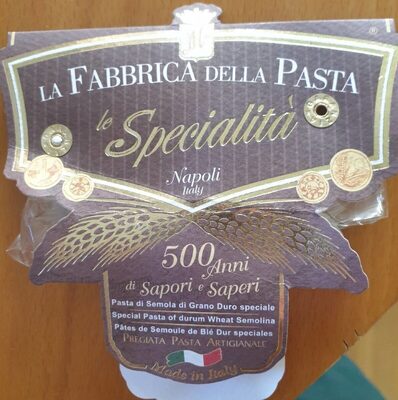 LA FABBRICA DELLA PASTA
®
le Specialità
Napoli
Italy
500 Anni
di Sapori e Saperi
Pasta di Semola di Grano Duro speciale
Special Pasta of durum Wheat Semolina
Pâtes de Semoule de Blé Dur speciales
PREGIATA PASTA ARTIGIANALE
Made in Italy